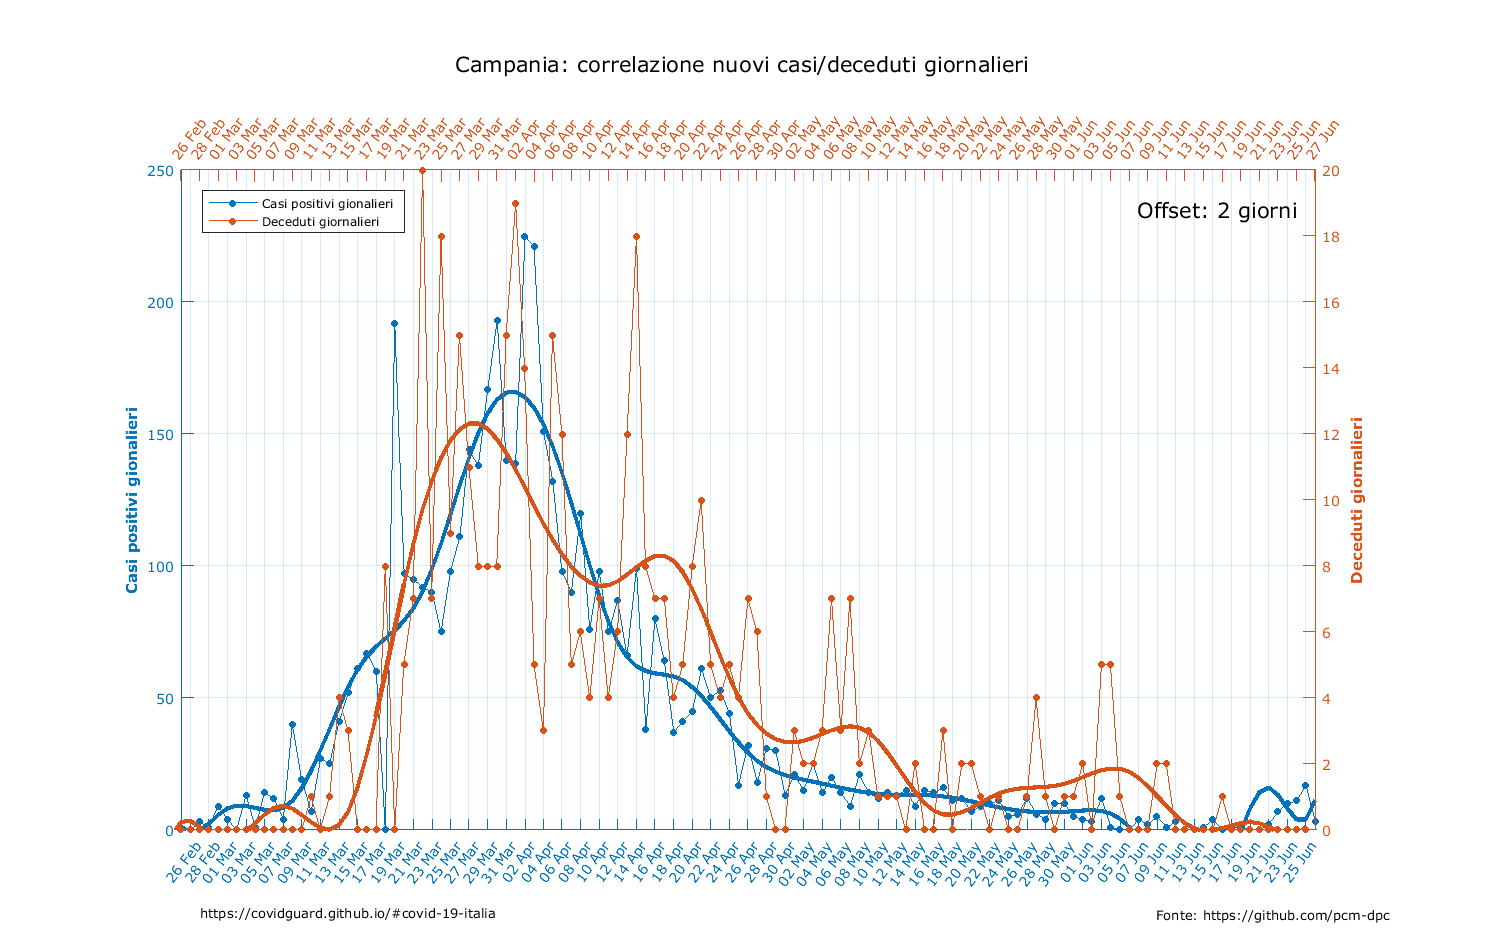 Campania: correlazione nuovi casi/deceduti giornalieri
26 Feb 28 Feb 01 Mar 03 Mar 05 Mar 07 Mar 09 Mar 11 Mar 13 Mar 15 Mar 17 Mar 19 Mar 21 Mar 23 Mar 25 Mar 27 Mar 29 Mar 31 Mar 02 Apr 04 Apr 06 Apr 08 Apr 10 Apr 12 Apr 14 Apr 16 Apr 18 Apr 20 Apr 22 Apr 24 Apr 26 Apr 28 Apr 30 Apr 02 May 04 May 06 May 08 May 10 May 12 May 14 May 16 May 18 May 20 May 22 May 24 May 26 May 28 May 30 May 01 Jun 03 Jun 05 Jun 07 Jun 09 Jun 11 Jun 13 Jun 15 Jun 17 Jun 19 Jun 21 Jun 23 Jun 25 Jun 27 Jun
250
200
150
100
50
0
Casi positivi gionalieri
Casi positivi gionalieri
Deceduti giornalieri
Offset: 2 giorni
20
18
16
14
12
10
8
6
4
2
0
Deceduti giornalieri
26 Feb 28 Feb 01 Mar 03 Mar 05 Mar 07 Mar 09 Mar 11 Mar 13 Mar 15 Mar 17 Mar 19 Mar 21 Mar 23 Mar 25 Mar 27 Mar 29 Mar 31 Mar 02 Apr 04 Apr 06 Apr 08 Apr 10 Apr 12 Apr 14 Apr 16 Apr 18 Apr 20 Apr 22 Apr 24 Apr 26 Apr 28 Apr 30 Apr 02 May 04 May 06 May 08 May 10 May 12 May 14 May 16 May 18 May 20 May 22 May 24 May 26 May 28 May 30 May 01 Jun 03 Jun 05 Jun 07 Jun 09 Jun 11 Jun 13 Jun 15 Jun 17 Jun 19 Jun 21 Jun 23 Jun 25 Jun
https://covidguard.github.io/#covid-19-italia
Fonte: https://github.com/pcm-dpc